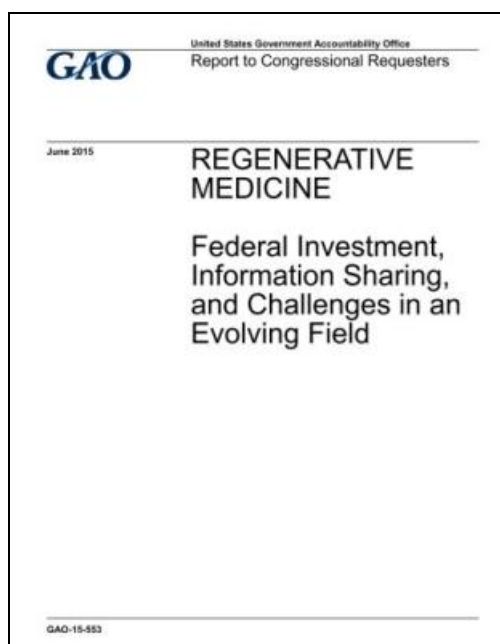 United States Government Accountability Office
GAO
Report to Congressional Requesters
June 2015
REGENERATIVE
MEDICINE
Federal Investment,
Information Sharing,
and Challenges in an
Evolving Field
GAO-15-553